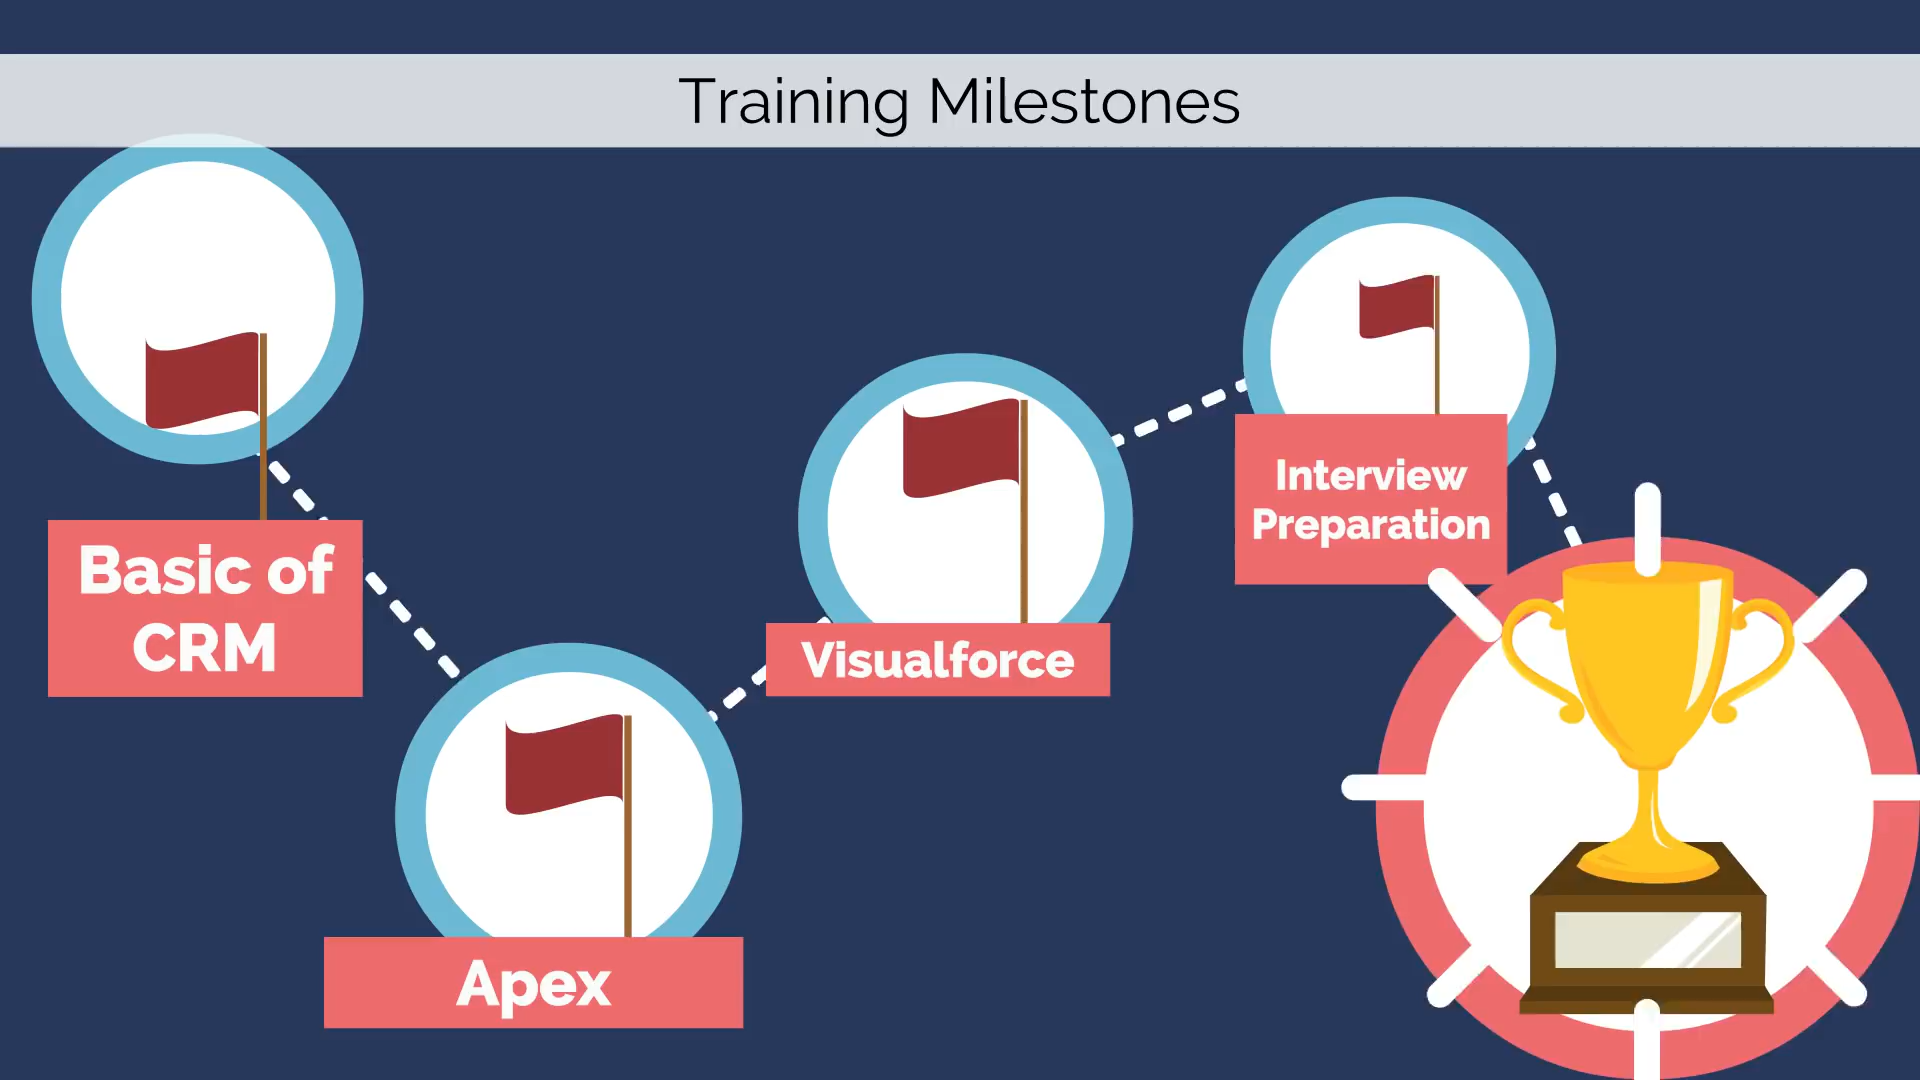 Training Milestones
Basic of
CRM
Apex
Visualforce
Interview
Preparation